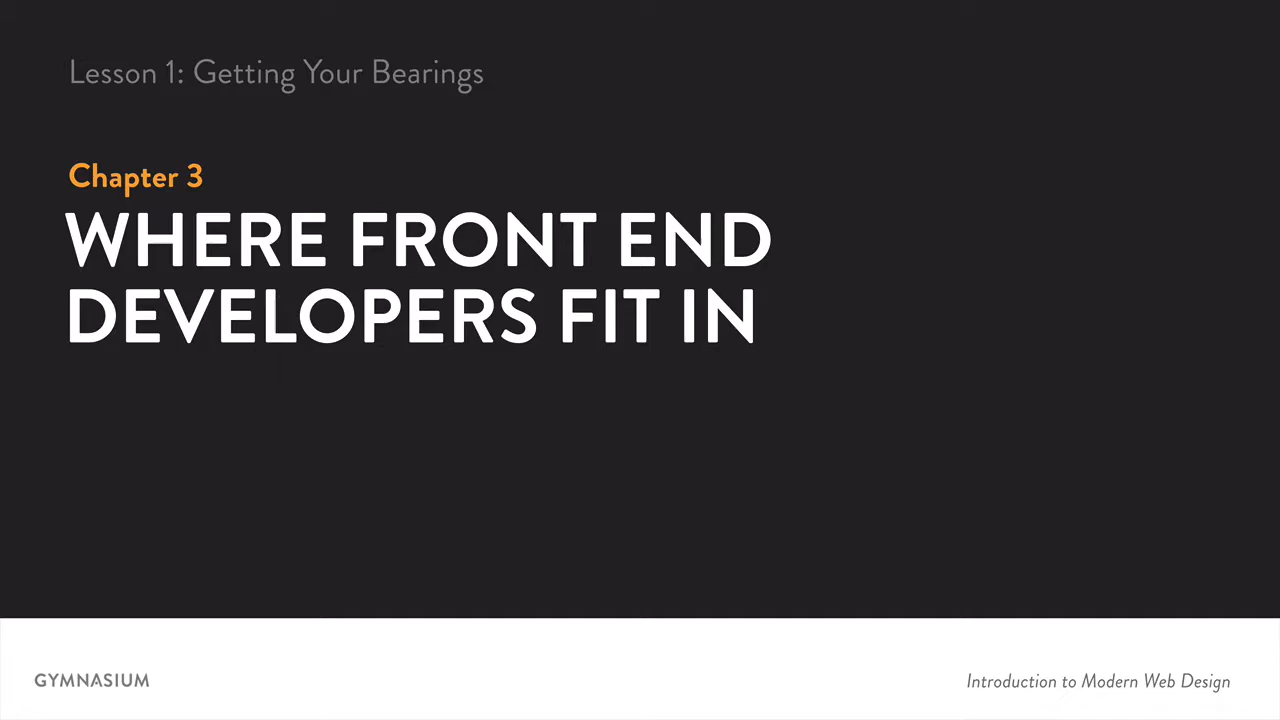 Lesson 1: Getting Your Bearings
Chapter 3
WHERE FRONT END
DEVELOPERS FIT IN
GYMNASIUM
Introduction to Modern Web Design